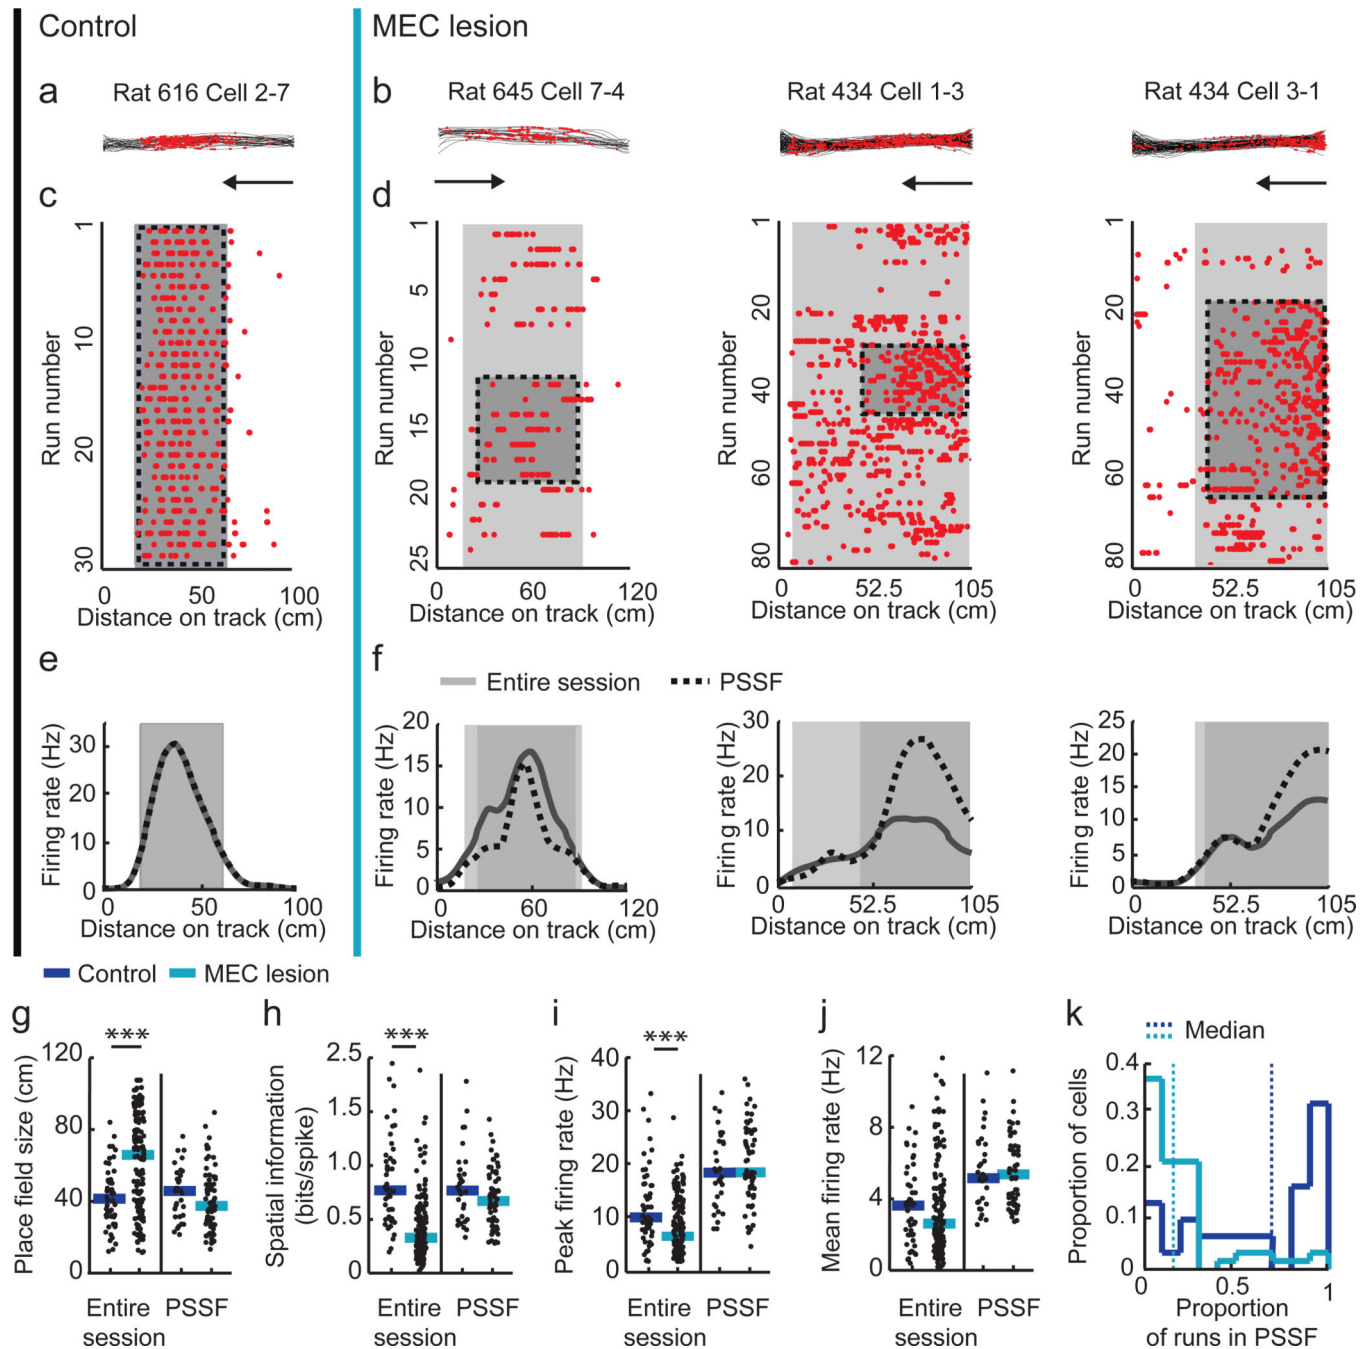 Control
MEC lesion
a
Rat 616 Cell 2-7
b
Rat 645 Cell 7-4
Rat 434 Cell 1-3
Rat 434 Cell 3-1
c
Run number
1
10
20
30
0 50 100
Distance on track (cm)
d
Run number
1
5
10
15
20
25
0 60 120
Distance on track (cm)
Run number
1
20
40
60
80
0 52.5 105
Distance on track (cm)
Run number
1
20
40
60
80
0 52.5 105
Distance on track (cm)
e
Firing rate (Hz)
30
20
10
0
0 50 100
Distance on track (cm)
f
Entire session
PSSF
Firing rate (Hz)
20
15
10
5
0
0 60 120
Distance on track (cm)
Firing rate (Hz)
30
20
10
0
0 52.5 105
Distance on track (cm)
Firing rate (Hz)
25
20
15
10
5
0
0 52.5 105
Distance on track (cm)
Control
MEC lesion
g
***
Place field size (cm)
120
80
40
0
Entire session
PSSF
h
***
Spatial information
(bits/spike)
2.5
2.0
1.0
0.5
0
Entire session
PSSF
i
***
Peak firing rate (Hz)
40
30
20
10
0
Entire session
PSSF
j
Mean firing rate (Hz)
12
8
4
0
Entire session
PSSF
k
Median
Proportion of cells
0.4
0.3
0.2
0.1
0
0 0.5 1
Proportion
of runs in PSSF